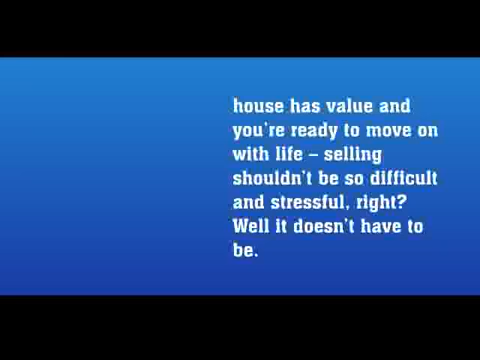 house has value and
you’re ready to move on
with life – selling
shouldn’t be so difficult
and stressful, right?
Well it doesn’t have to
be.